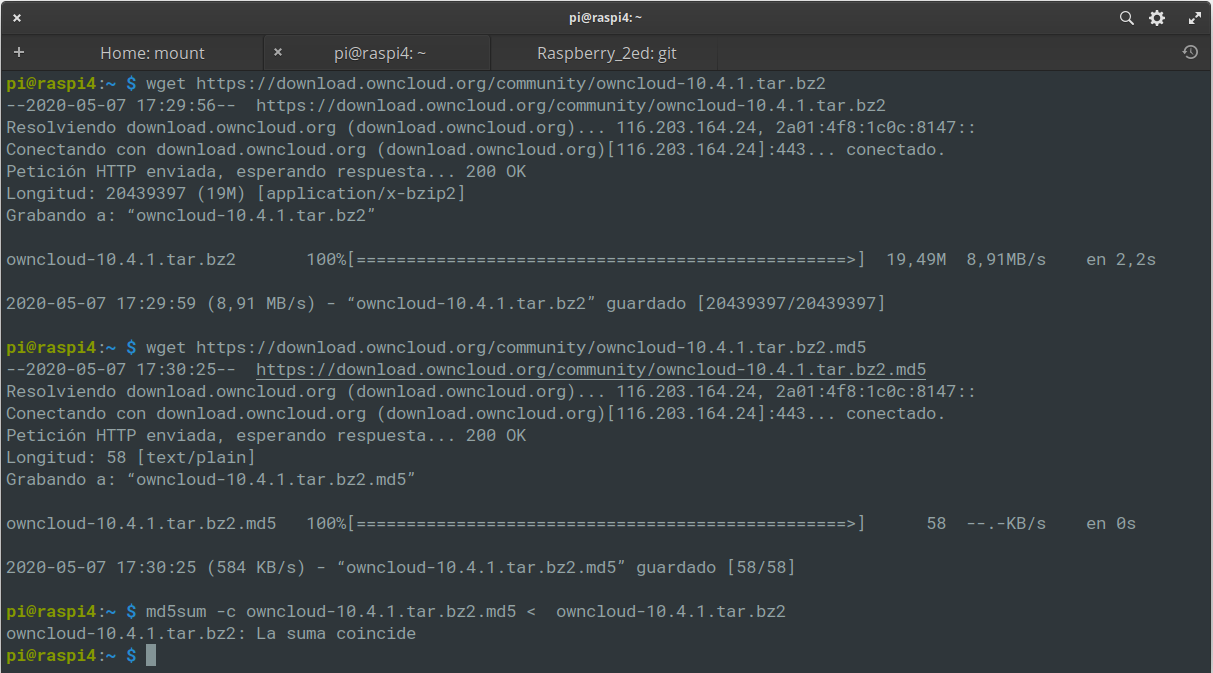 pi@raspi4: ~
Home: mount
pi@raspi4: ~
Raspberry_2ed: git
pi@raspi4:~ $ wget https://download.owncloud.org/community/owncloud-10.4.1.tar.bz2
--2020-05-07 17:29:56--  https://download.owncloud.org/community/owncloud-10.4.1.tar.bz2
Resolviendo download.owncloud.org (download.owncloud.org)... 116.203.164.24, 2a01:4f8:1c0c:8147::
Conectando con download.owncloud.org (download.owncloud.org)[116.203.164.24]:443... conectado.
Petición HTTP enviada, esperando respuesta... 200 OK
Longitud: 20439397 (19M) [application/x-bzip2]
Grabando a: “owncloud-10.4.1.tar.bz2”
owncloud-10.4.1.tar.bz2       100%[=================================================>]  19,49M  8,91MB/s    en 2,2s
2020-05-07 17:29:59 (8,91 MB/s) - “owncloud-10.4.1.tar.bz2” guardado [20439397/20439397]
pi@raspi4:~ $ wget https://download.owncloud.org/community/owncloud-10.4.1.tar.bz2.md5
--2020-05-07 17:30:25--  https://download.owncloud.org/community/owncloud-10.4.1.tar.bz2.md5
Resolviendo download.owncloud.org (download.owncloud.org)... 116.203.164.24, 2a01:4f8:1c0c:8147::
Conectando con download.owncloud.org (download.owncloud.org)[116.203.164.24]:443... conectado.
Petición HTTP enviada, esperando respuesta... 200 OK
Longitud: 58 [text/plain]
Grabando a: “owncloud-10.4.1.tar.bz2.md5”
owncloud-10.4.1.tar.bz2.md5   100%[=================================================>]      58  --.-KB/s    en 0s
2020-05-07 17:30:25 (584 KB/s) - “owncloud-10.4.1.tar.bz2.md5” guardado [58/58]
pi@raspi4:~ $ md5sum -c owncloud-10.4.1.tar.bz2.md5 <  owncloud-10.4.1.tar.bz2
owncloud-10.4.1.tar.bz2: La suma coincide
pi@raspi4:~ $